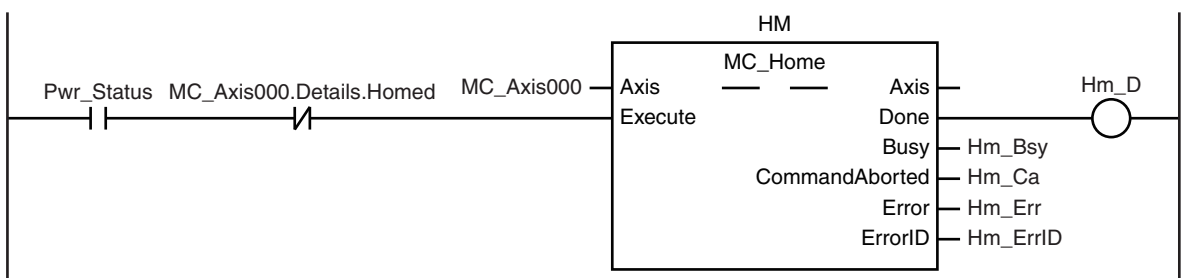 HM
MC_Home
Pwr_Status MC_Axis000.Details.Homed MC_Axis000 Axis Axis Hm_D
Execute Done
Busy Hm_Bsy
CommandAborted Hm_Ca
Error Hm_Err
ErrorID Hm_ErrID